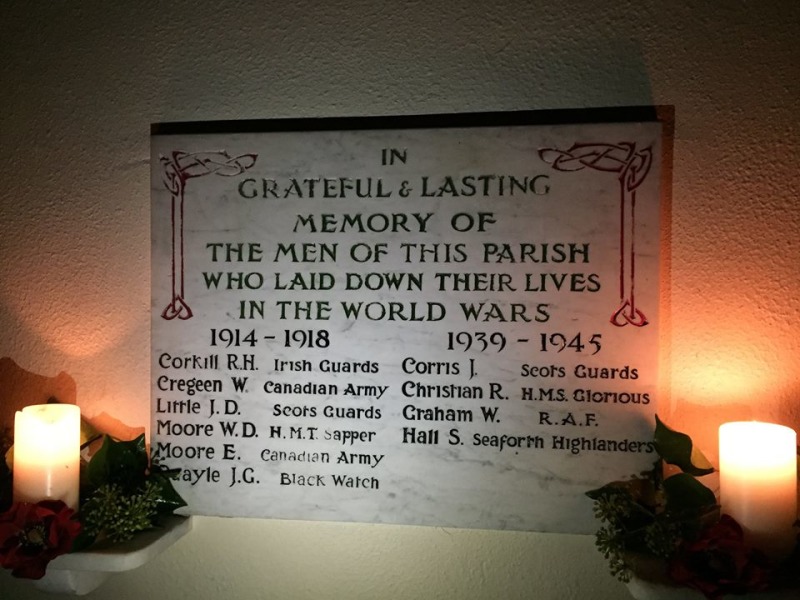 IN
GRATEFUL & LASTING
MEMORY OF
THE MEN OF THIS PARISH
WHO LAID DOWN THEIR LIVES
IN THE WORLD WARS
1914 - 1918
Corkill R.H. Irish Guards
Cregeen W. Canadian Army
Little J.D. Scots Guards
Moore W.D. H.M.T. Sapper
Moore E. Canadian Army
J.G. Black Watch
1939 - 1945
Corris J. Scots Guards
Christian R. H.M.S. Glorious
Graham W. R.A.F.
Hall S. Seaforth Highlanders